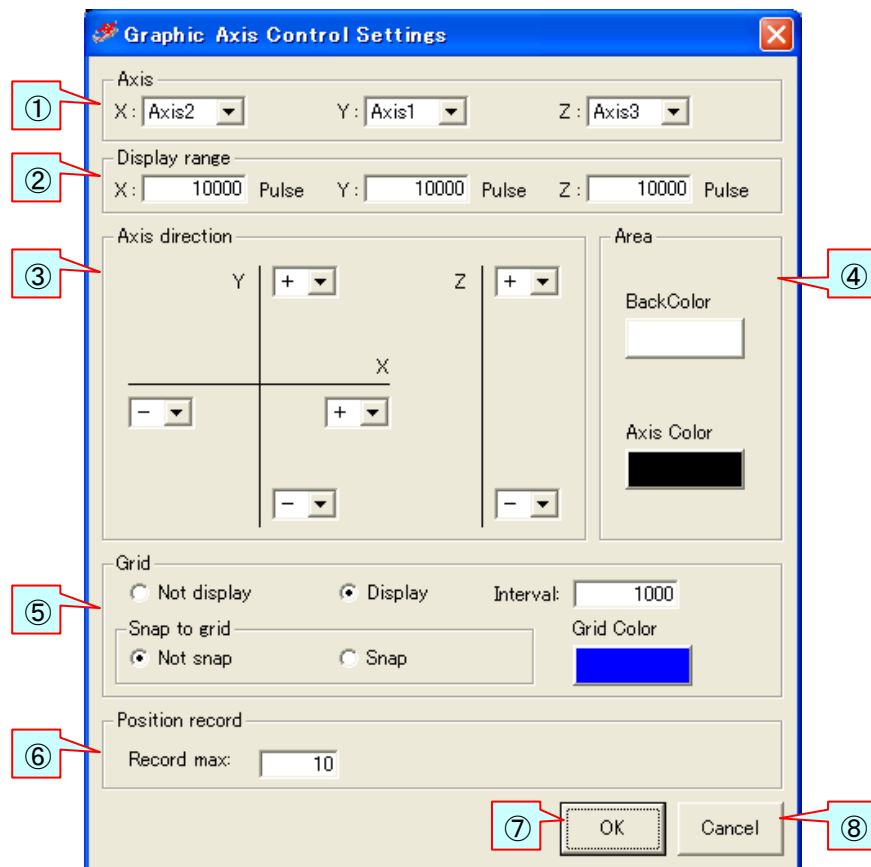 Graphic Axis Control Settings
Axis
① X : Axis2 Y : Axis1 Z : Axis3
Display range
② X : 10000 Pulse Y : 10000 Pulse Z : 10000 Pulse
Axis direction Area
③ Y + Z + ④
BackColor
X
− +
Axis Color
− −
Grid
Not display Display Interval: 1000
⑤
Snap to grid Grid Color
Not snap Snap
Position record
⑥ Record max: 10
⑦ OK Cancel ⑧